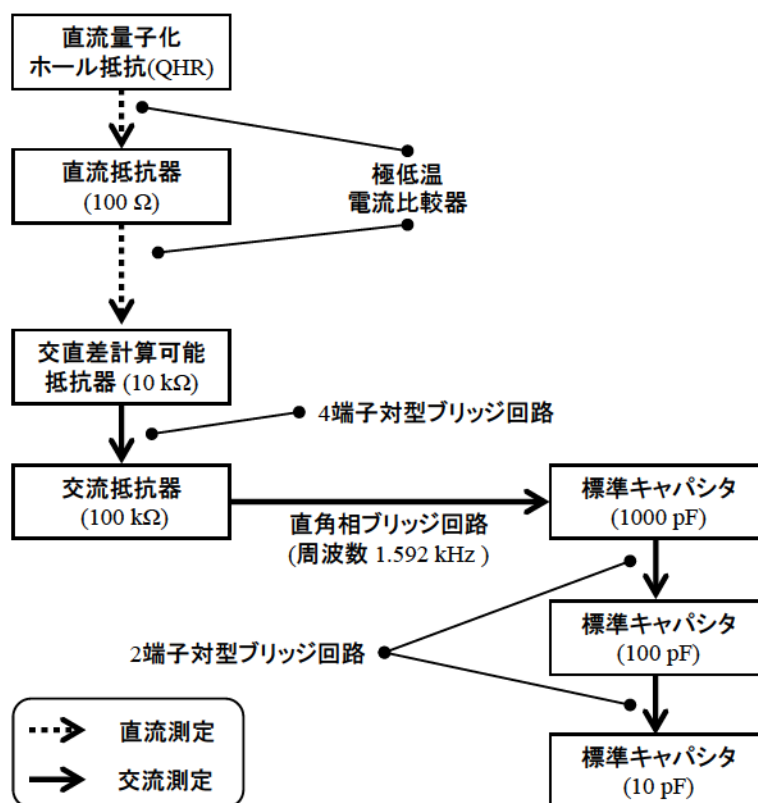 直流量子化
ホール抵抗(QHR)
直流抵抗器
(100 Ω)
極低温
電流比較器
交直差計算可能
抵抗器 (10 kΩ)
4端子対型ブリッジ回路
交流抵抗器
(100 kΩ)
直角相ブリッジ回路
(周波数 1.592 kHz )
標準キャパシタ
(1000 pF)
2端子対型ブリッジ回路
標準キャパシタ
(100 pF)
標準キャパシタ
(10 pF)
直流測定
交流測定